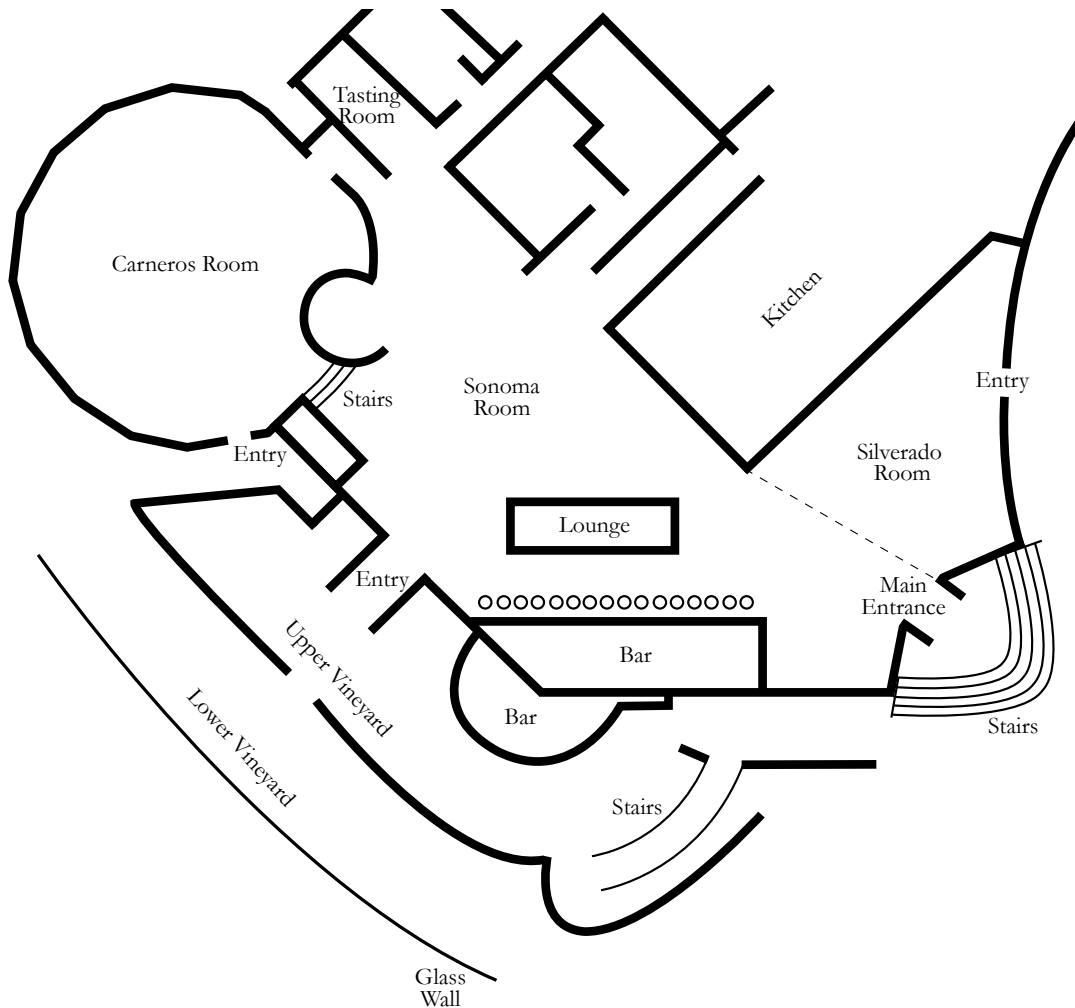 Tasting
Room
Carneros Room
Kitchen
Sonoma
Room
Entry
Stairs
Silverado
Room
Entry
Lounge
Entry
Main
Entrance
Upper Vineyard
Bar
Lower Vineyard
Bar
Stairs
Stairs
Glass
Wall